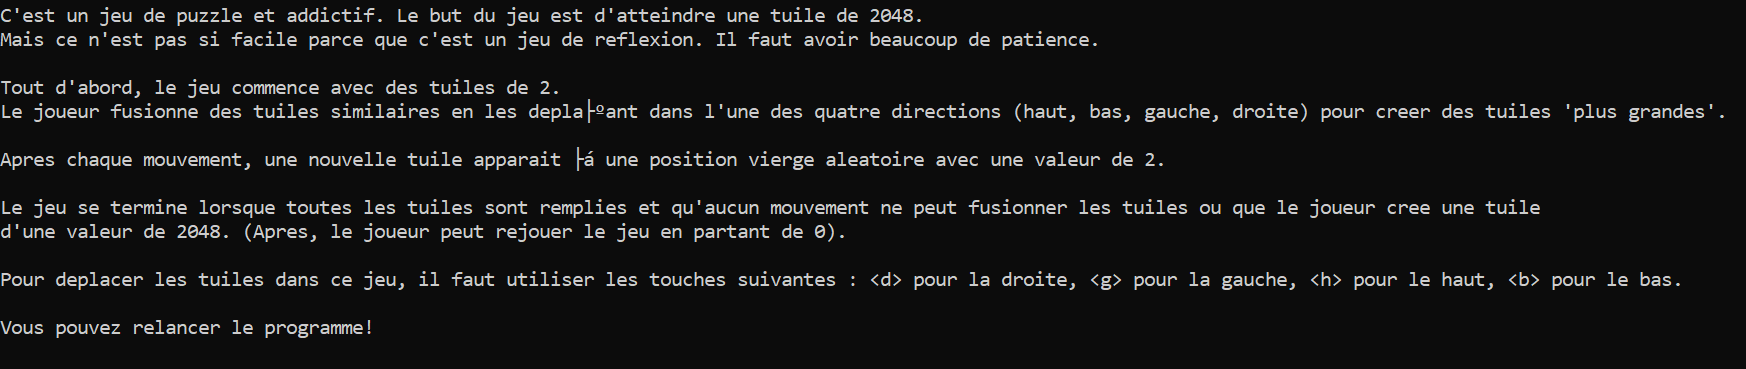 C'est un jeu de puzzle et addictif. Le but du jeu est d'atteindre une tuile de 2048.
Mais ce n'est pas si facile parce que c'est un jeu de reflexion. Il faut avoir beaucoup de patience.
Tout d'abord, le jeu commence avec des tuiles de 2.
Le joueur fusionne des tuiles similaires en les depla├ºant dans l'une des quatre directions (haut, bas, gauche, droite) pour creer des tuiles 'plus grandes'.
Apres chaque mouvement, une nouvelle tuile apparait ├á une position vierge aleatoire avec une valeur de 2.
Le jeu se termine lorsque toutes les tuiles sont remplies et qu'aucun mouvement ne peut fusionner les tuiles ou que le joueur cree une tuile
d'une valeur de 2048. (Apres, le joueur peut rejouer le jeu en partant de 0).
Pour deplacer les tuiles dans ce jeu, il faut utiliser les touches suivantes : <d> pour la droite, <g> pour la gauche, <h> pour le haut, <b> pour le bas.
Vous pouvez relancer le programme!